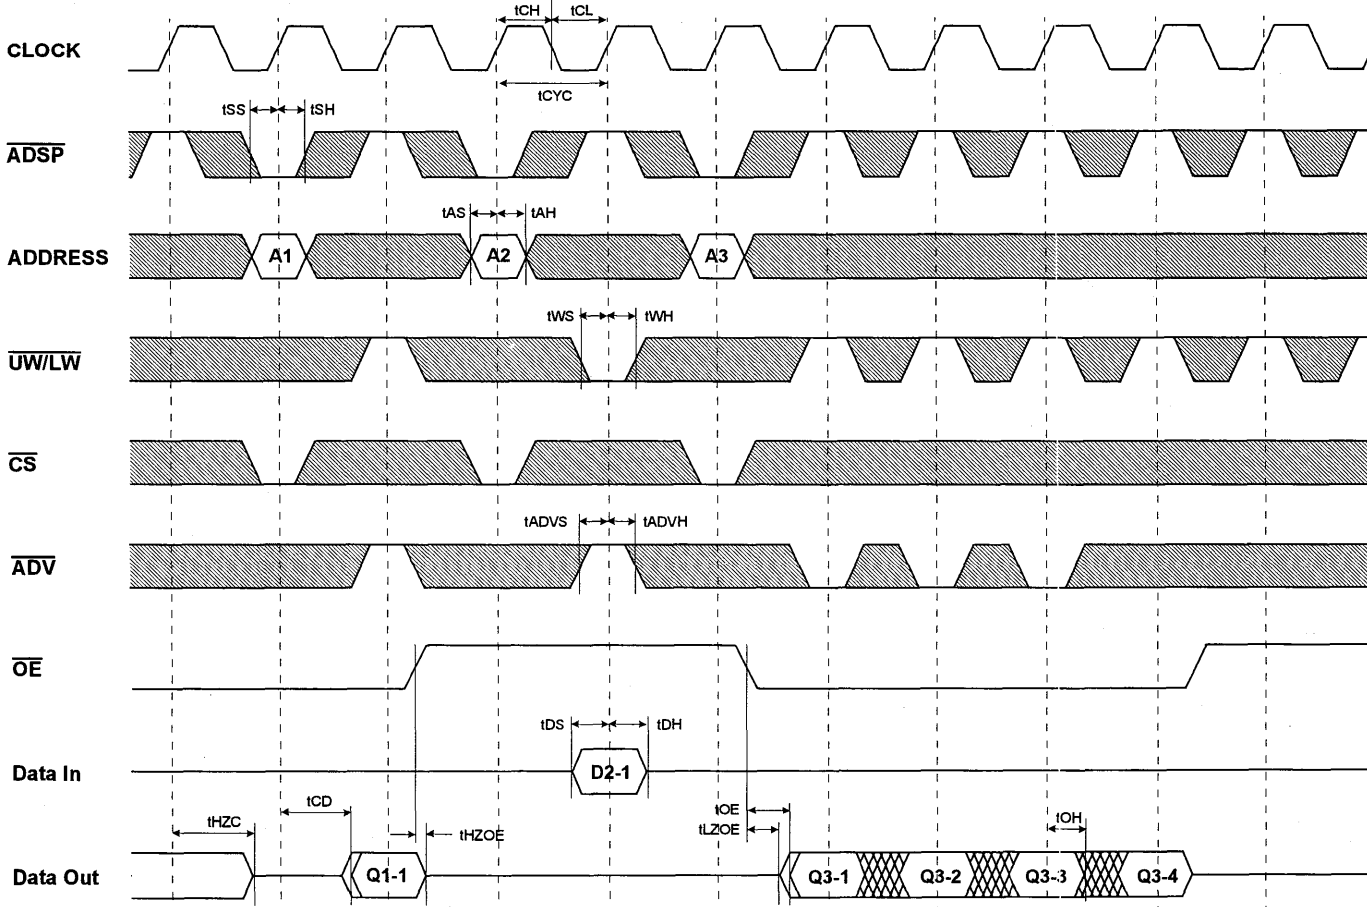 tCH tCL
CLOCK
tCYC
tSS tSH
ADSP
tAS tAH
ADDRESS A1 A2 A3
tWS tWH
UW/LW
CS
tADVS tADVH
ADV
OE
tDS tDH
Data In D2-1
tCD tOE
tHZC tHZOE tLZOE tOH
Data Out Q1-1 Q3-1 Q3-2 Q3-3 Q3-4